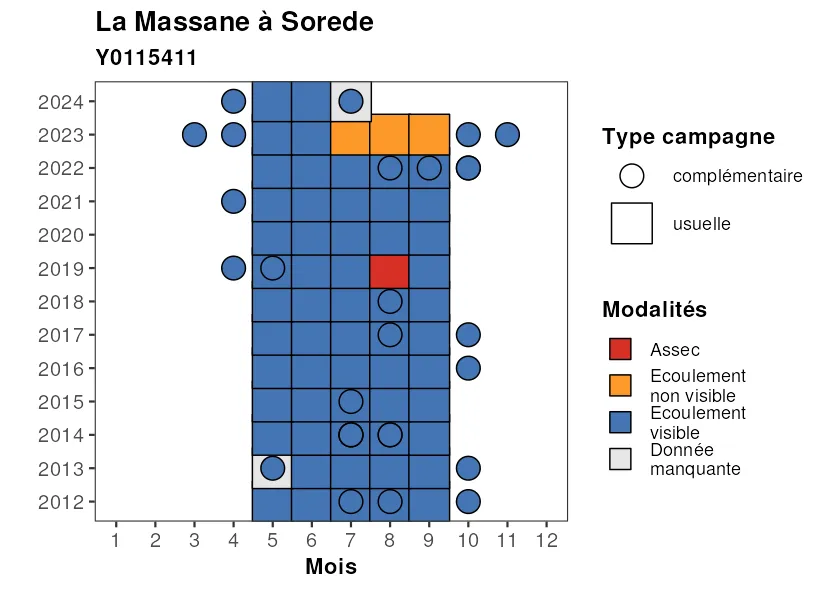 La Massane à Sorede
Y0115411
2024
2023
2022
2021
2020
2019
2018
2017
2016
2015
2014
2013
2012
1 2 3 4 5 6 7 8 9 10 11 12
Mois
Type campagne
complémentaire
usuelle
Modalités
Assec
Ecoulement
non visible
Ecoulement
visible
Donnée
manquante